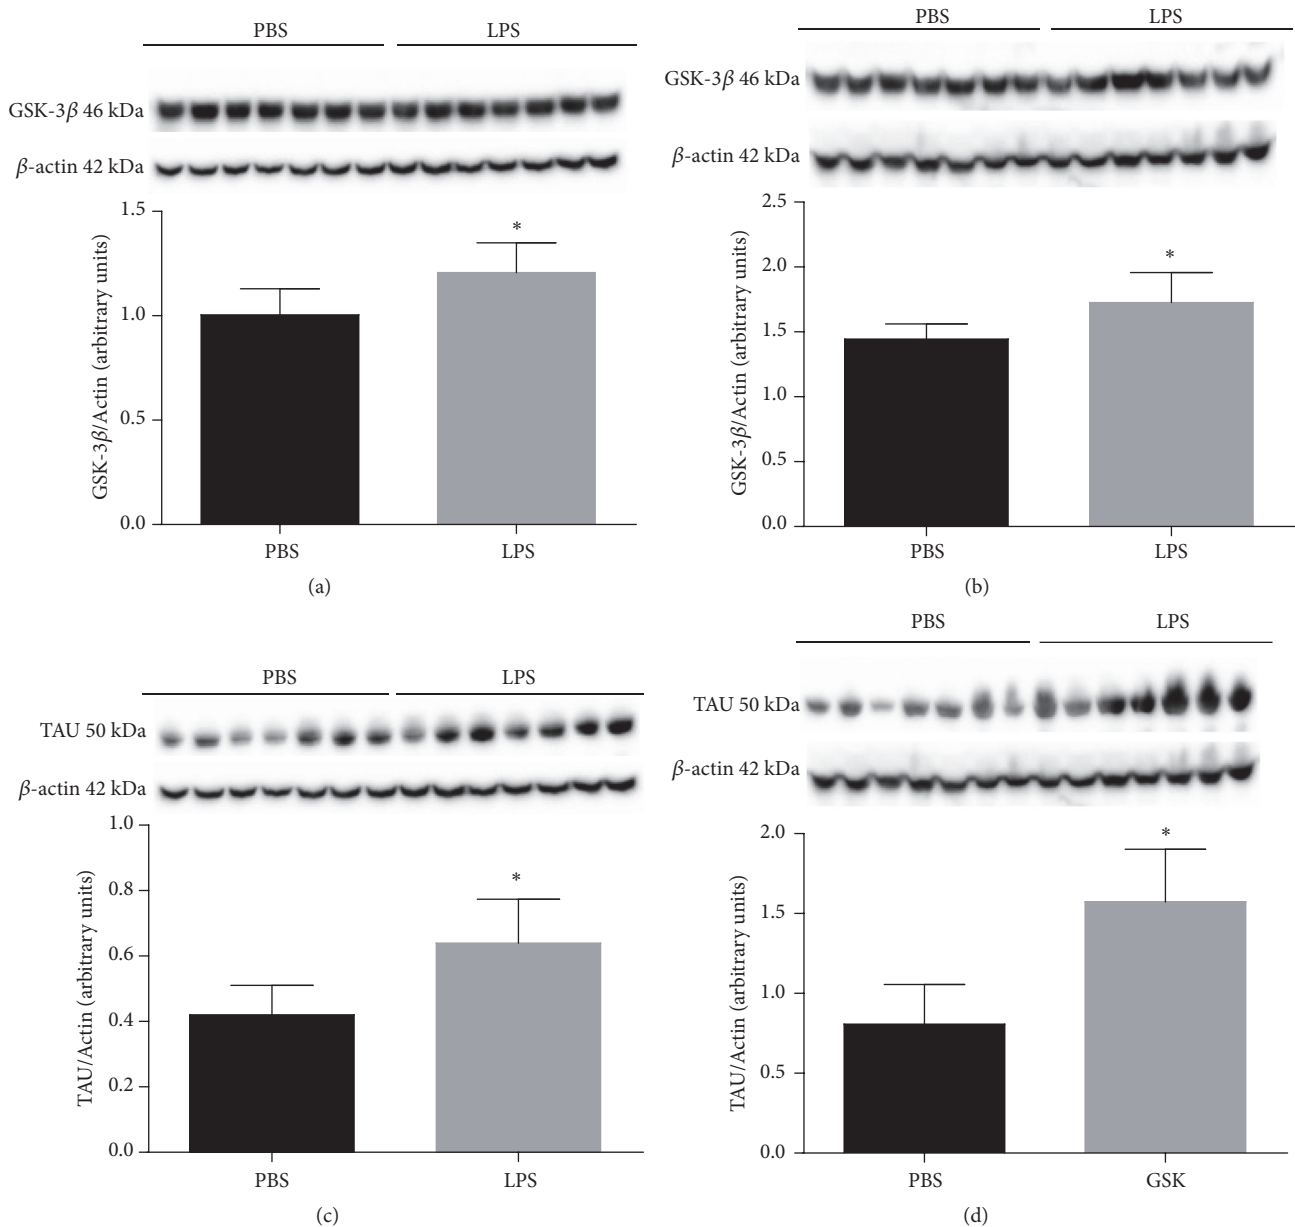 PBS LPS
GSK-3β 46 kDa
β-actin 42 kDa
1.5
1.0
0.5
0.0
GSK-3β/Actin (arbitrary units)
*
PBS LPS
(a)
PBS LPS
GSK-3β 46 kDa
β-actin 42 kDa
2.5
2.0
1.5
1.0
0.5
0.0
GSK-3β/Actin (arbitrary units)
*
PBS LPS
(b)
PBS LPS
TAU 50 kDa
β-actin 42 kDa
1.0
0.8
0.6
0.4
0.2
0.0
TAU/Actin (arbitrary units)
*
PBS LPS
(c)
PBS LPS
TAU 50 kDa
β-actin 42 kDa
2.0
1.5
1.0
0.5
0.0
TAU/Actin (arbitrary units)
*
PBS GSK
(d)